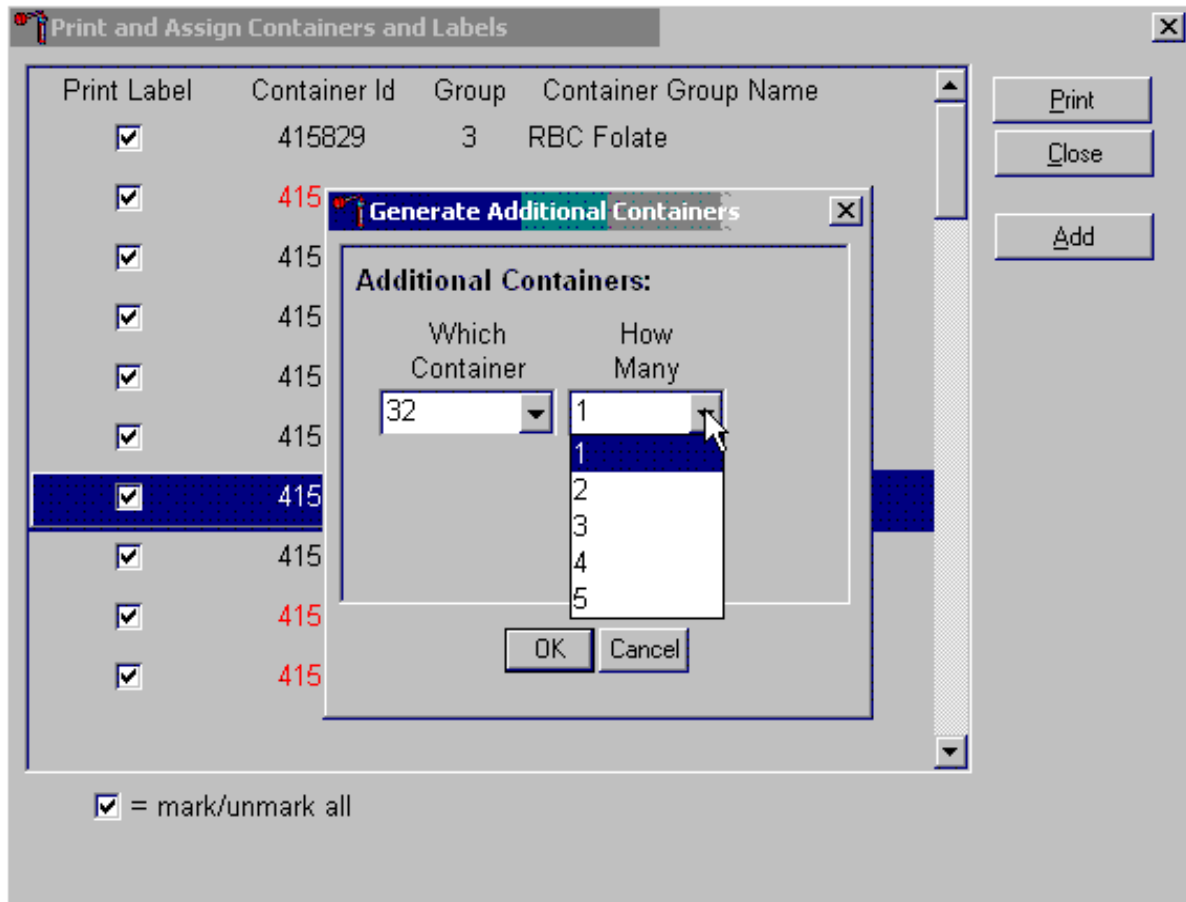 Print and Assign Containers and Labels
Print Label Container Id Group Container Group Name
Print
415829 3 RBC Folate
Close
415
Generate Additional Containers
Add
415
Additional Containers:
415
Which Container
How Many
415
32
1
415
1
2
415
3
4
415
5
415
OK
Cancel
415
= mark/unmark all